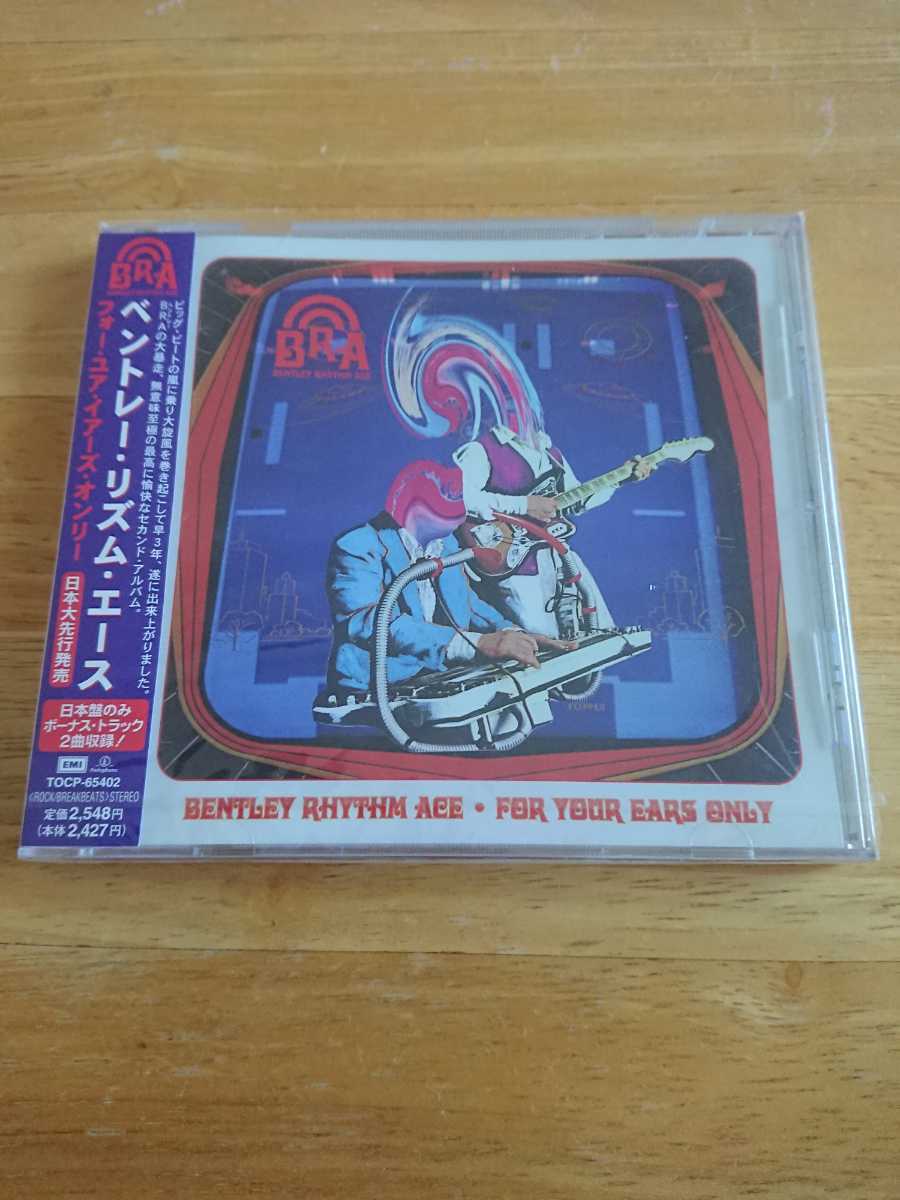 BRA
BENTLEY RHYTHM ACE
ビッグ・ビートの嵐に乗り大旋風を巻き起こして早3年、遂に出来上がりました。
BRAの大暴走、無意味至極の最高に愉快なセカンド・アルバム。
ベントレー・リズム・エース
フォー・ユア・イアーズ・オンリー
日本大先行発売
日本盤のみ
ボーナス・トラック
2曲収録!
EMI
Parlophone
TOCP-65402
<ROCK/BREAKBEATS> STEREO
定価2,548円
(本体2,427円)
BRA
BENTLEY RHYTHM ACE
FLIPPER
BENTLEY RHYTHM ACE • FOR YOUR EARS ONLY